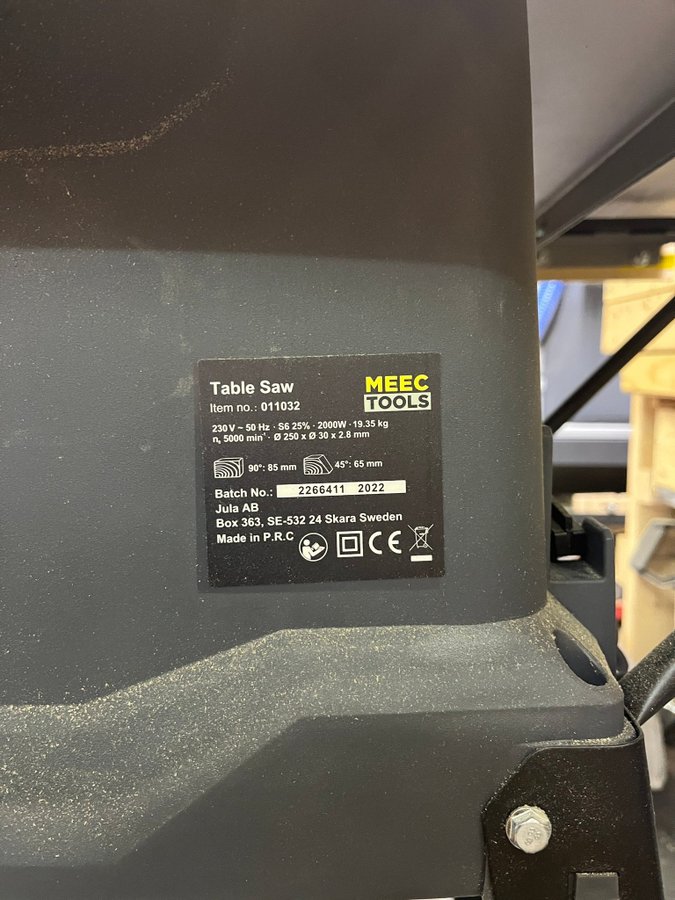 Table Saw
MEEC
TOOLS
Item no.: 011032
230 V ~ 50 Hz · S6 25% · 2000W · 19.35 kg
n₀ 5000 min⁻¹ · Ø 250 x Ø 30 x 2.8 mm
90°: 85 mm 45°: 65 mm
Batch No.: 2266411 2022
Jula AB
Box 363, SE-532 24 Skara Sweden
Made in P.R.C
CE